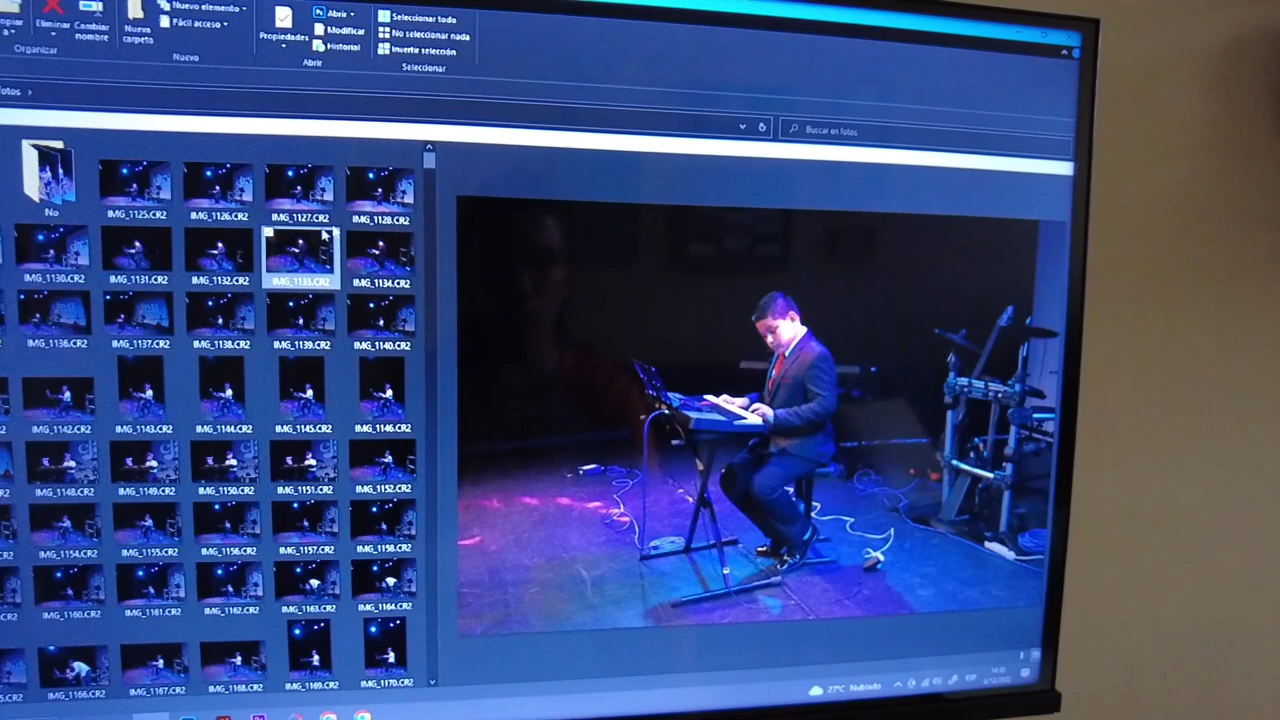 Nuevo elemento
Abrir
Seleccionar todo
Eliminar
Cambiar nombre
Nueva carpeta
Fácil acceso
Propiedades
Modificar
No seleccionar nada
Historial
Invertir selección
Organizar
Nuevo
Abrir
Seleccionar
fotos
Buscar en fotos
No
IMG_1125.CR2
IMG_1126.CR2
IMG_1127.CR2
IMG_1128.CR2
IMG_1130.CR2
IMG_1131.CR2
IMG_1132.CR2
IMG_1133.CR2
IMG_1134.CR2
IMG_1136.CR2
IMG_1137.CR2
IMG_1138.CR2
IMG_1139.CR2
IMG_1140.CR2
IMG_1142.CR2
IMG_1143.CR2
IMG_1144.CR2
IMG_1145.CR2
IMG_1146.CR2
IMG_1148.CR2
IMG_1149.CR2
IMG_1150.CR2
IMG_1151.CR2
IMG_1152.CR2
IMG_1154.CR2
IMG_1155.CR2
IMG_1156.CR2
IMG_1157.CR2
IMG_1158.CR2
IMG_1160.CR2
IMG_1161.CR2
IMG_1162.CR2
IMG_1163.CR2
IMG_1164.CR2
IMG_1166.CR2
IMG_1167.CR2
IMG_1168.CR2
IMG_1169.CR2
IMG_1170.CR2
27°C Nublado
ESP